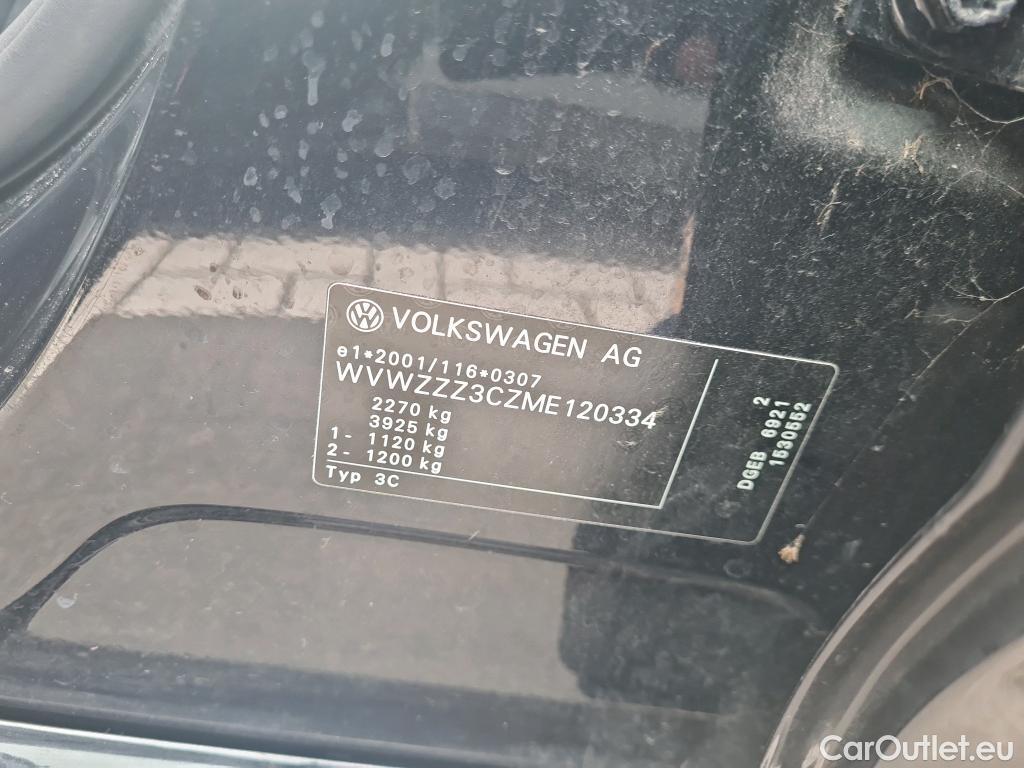 VOLKSWAGEN AG
e1*2001/116*0307
WVWZZZ3CZME120334
2270 kg
3925 kg
1 - 1120 kg
2 - 1200 kg
Typ 3C
2
DGEB 6921
1530552
CarOutlet.eu